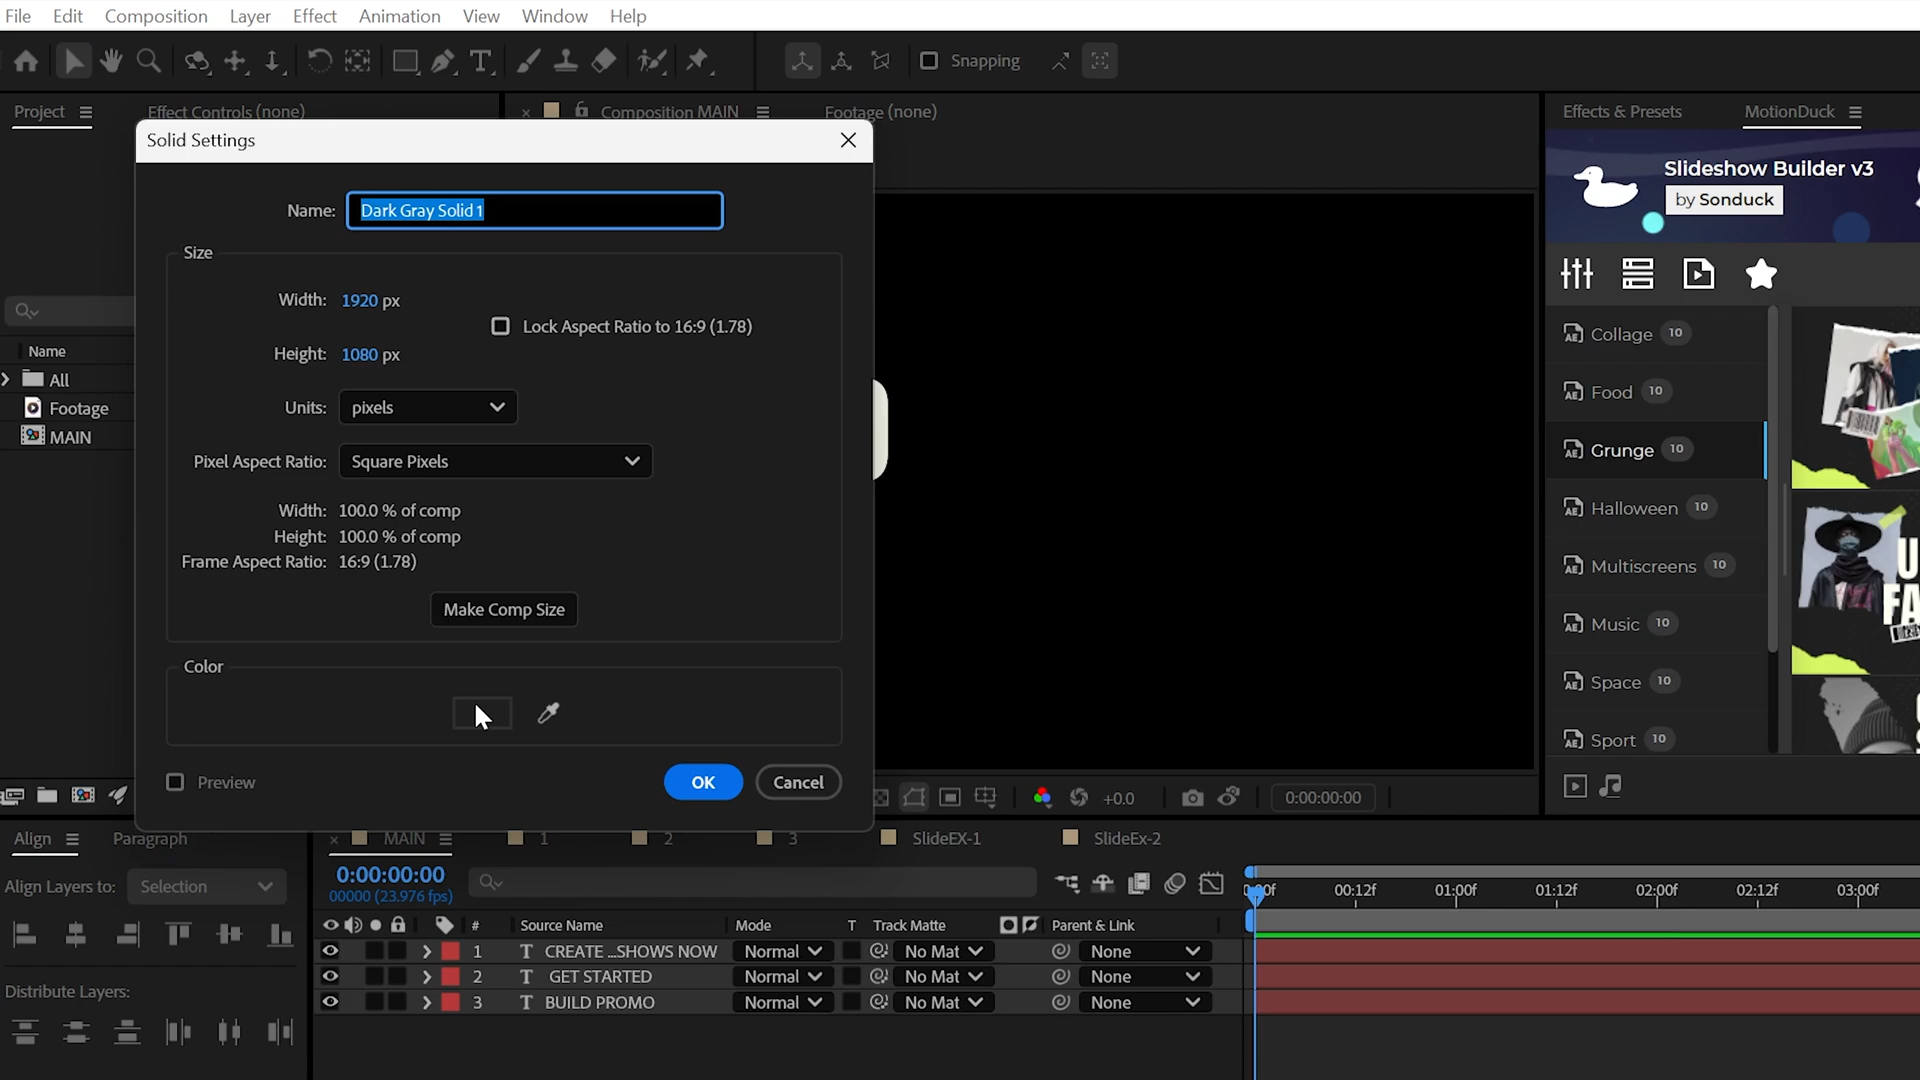 File Edit Composition Layer Effect Animation View Window Help
Snapping
Project Effect Controls (none) Composition MAIN Footage (none) Effects & Presets MotionDuck
Solid Settings
Name: Dark Gray Solid 1
Size
Width: 1920 px
Lock Aspect Ratio to 16:9 (1.78)
Height: 1080 px
Units: pixels
Pixel Aspect Ratio: Square Pixels
Width: 100.0 % of comp
Height: 100.0 % of comp
Frame Aspect Ratio: 16:9 (1.78)
Make Comp Size
Color
Preview OK Cancel
Name
All
Footage
MAIN
Slideshow Builder v3
by Sonduck
Collage 10
Food 10
Grunge 10
Halloween 10
Multiscreens 10
Music 10
Space 10
Sport 10
U
FA
+0.0 0:00:00:00
Align Paragraph
Align Layers to: Selection
Distribute Layers:
MAIN 1 2 3 SlideEX-1 SlideEx-2
0:00:00:00
00000 (23.976 fps)
00:12f 01:00f 01:12f 02:00f 02:12f 03:00f
# Source Name Mode T Track Matte Parent & Link
1 T CREATE ...SHOWS NOW Normal No Mat None
2 T GET STARTED Normal No Mat None
3 T BUILD PROMO Normal No Mat None